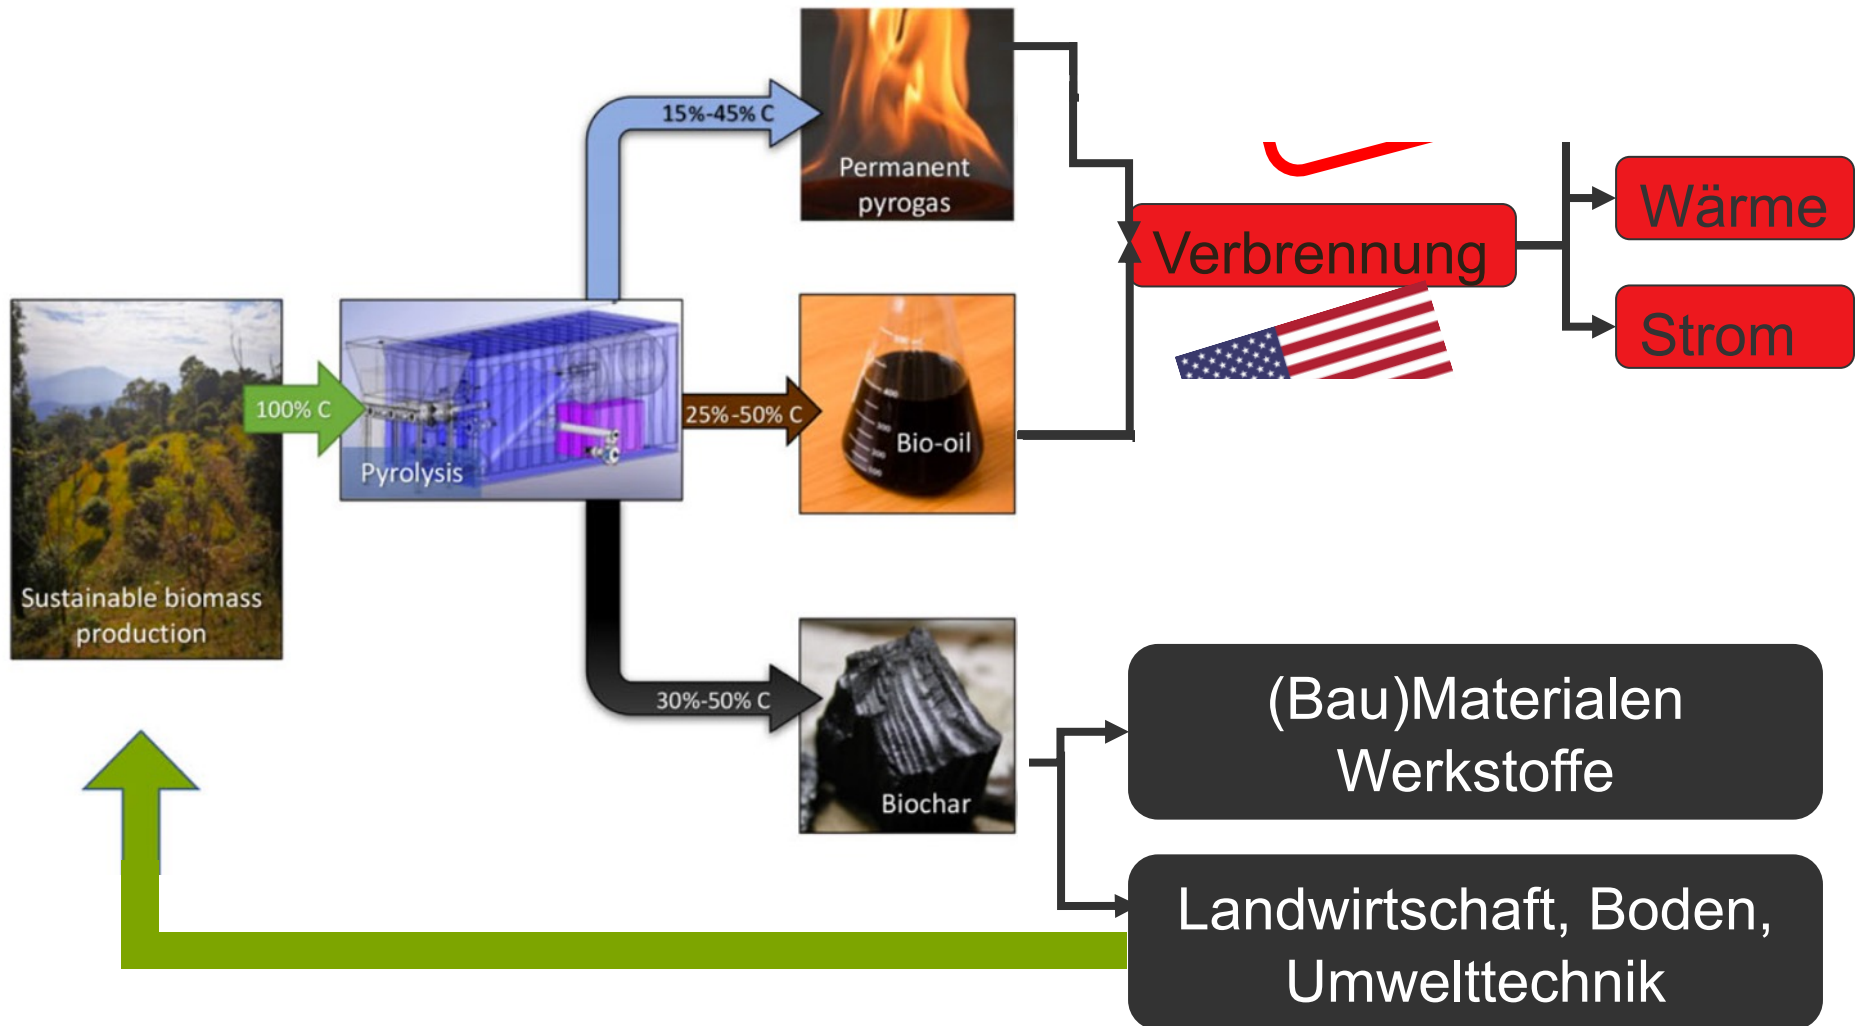 15%-45% C
Permanent
pyrogas
Verbrennung
Wärme
Strom
100% C
Pyrolysis
25%-50% C
Bio-oil
Sustainable biomass
production
30%-50% C
Biochar
(Bau)Materialen
Werkstoffe
Landwirtschaft, Boden,
Umwelttechnik